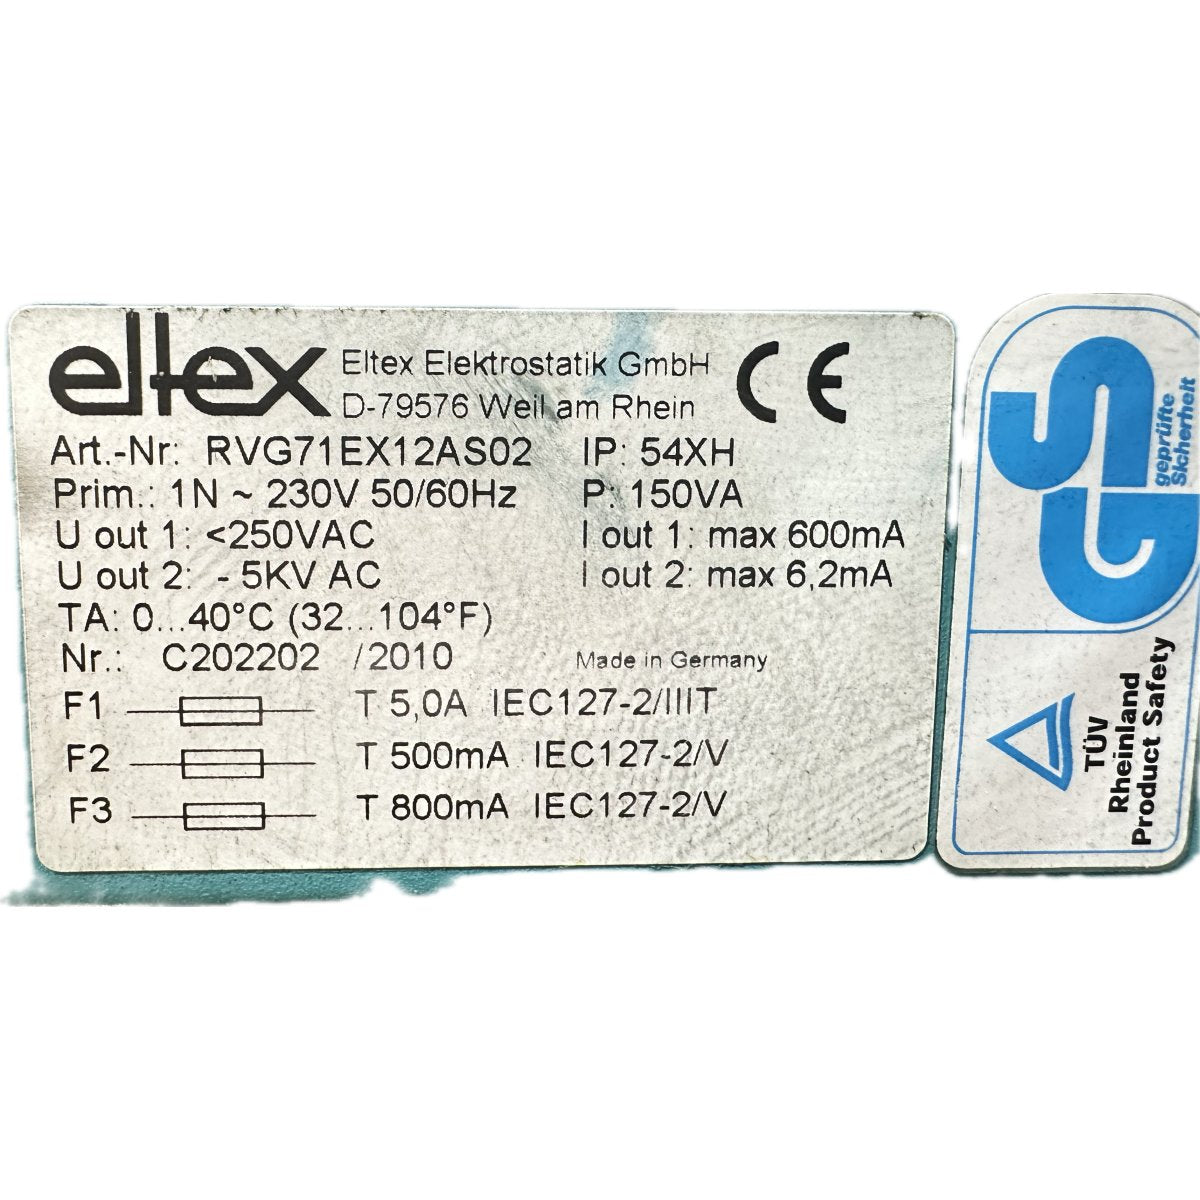 eltex
Eltex Elektrostatik GmbH
D-79576 Weil am Rhein
CE
Art.-Nr: RVG71EX12AS02 IP: 54XH
Prim.: 1N ~ 230V 50/60Hz P: 150VA
U out 1: <250VAC I out 1: max 600mA
U out 2: - 5KV AC I out 2: max 6,2mA
TA: 0...40°C (32...104°F)
Nr.: C202202 /2010 Made in Germany
F1 T 5,0A IEC127-2/IIIT
F2 T 500mA IEC127-2/V
F3 T 800mA IEC127-2/V
GS
geprüfte
Sicherheit
TÜV
Rheinland
Product Safety